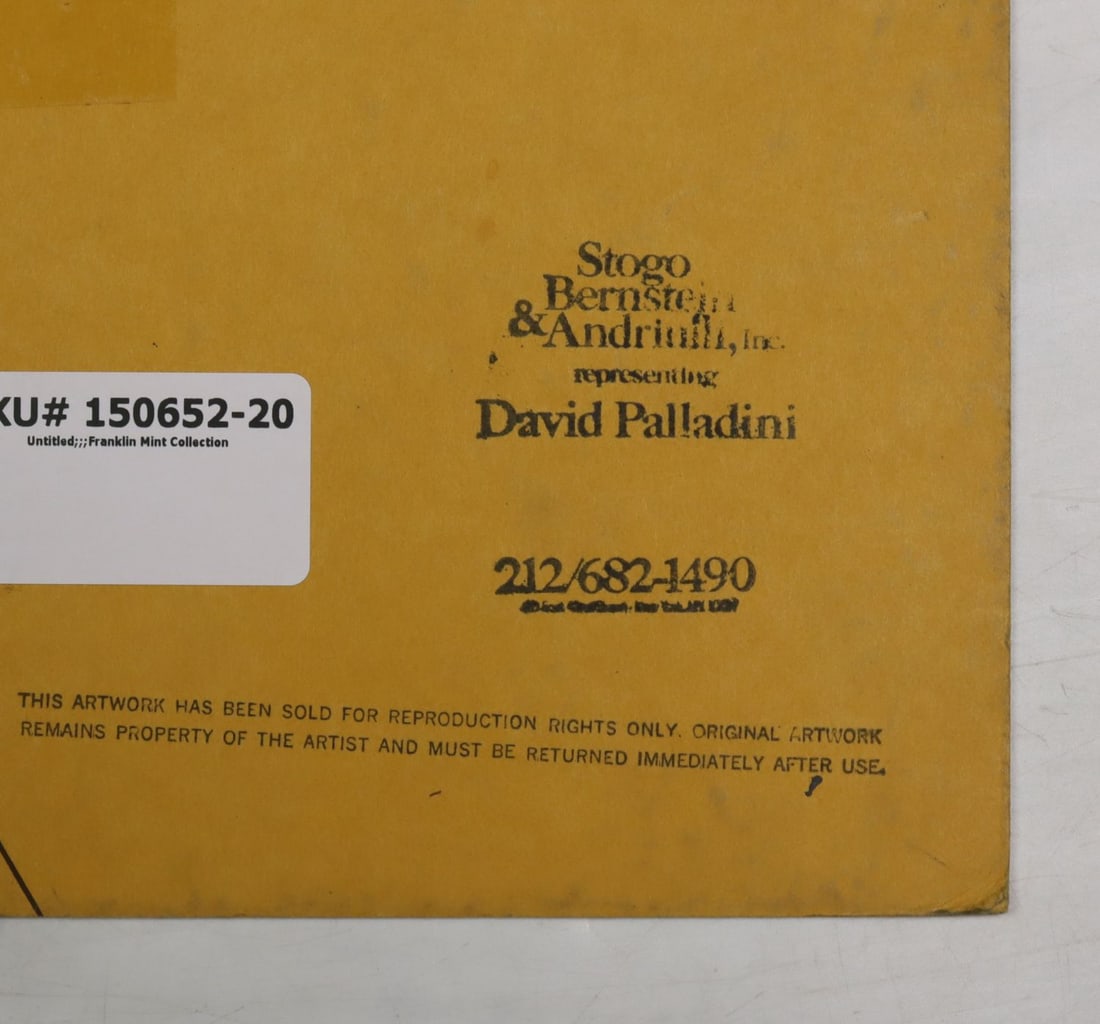 KU# 150652-20
Untitled;;;Franklin Mint Collection
Stogo
Bernstein
&Andriulli, Inc.
representing
David Palladini
212/682-1490
THIS ARTWORK HAS BEEN SOLD FOR REPRODUCTION RIGHTS ONLY. ORIGINAL ARTWORK
REMAINS PROPERTY OF THE ARTIST AND MUST BE RETURNED IMMEDIATELY AFTER USE.